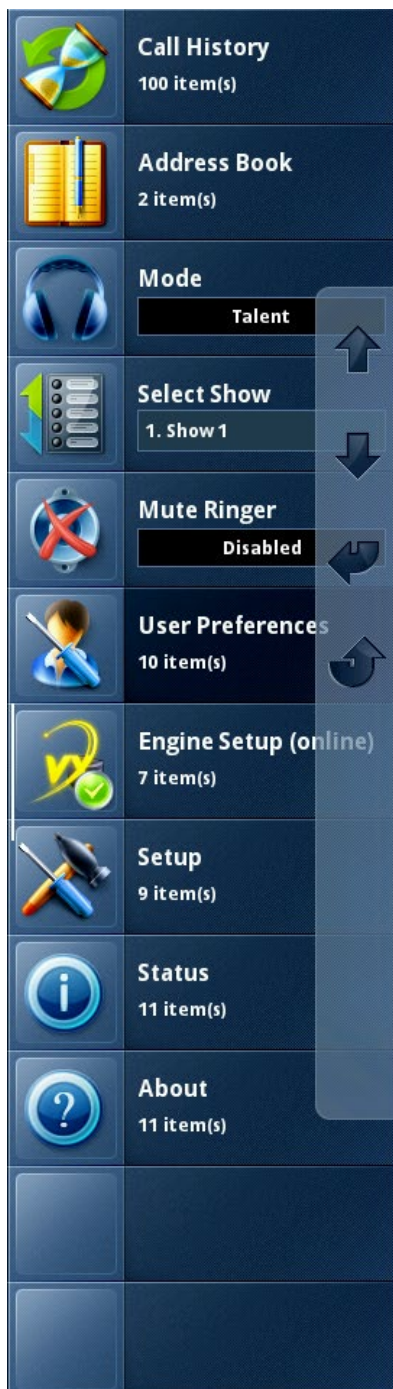 Call History
100 item(s)
Address Book
2 item(s)
Mode
Talent
Select Show
1. Show 1
Mute Ringer
Disabled
User Preferences
10 item(s)
VX
Engine Setup (online)
7 item(s)
Setup
9 item(s)
i
Status
11 item(s)
?
About
11 item(s)